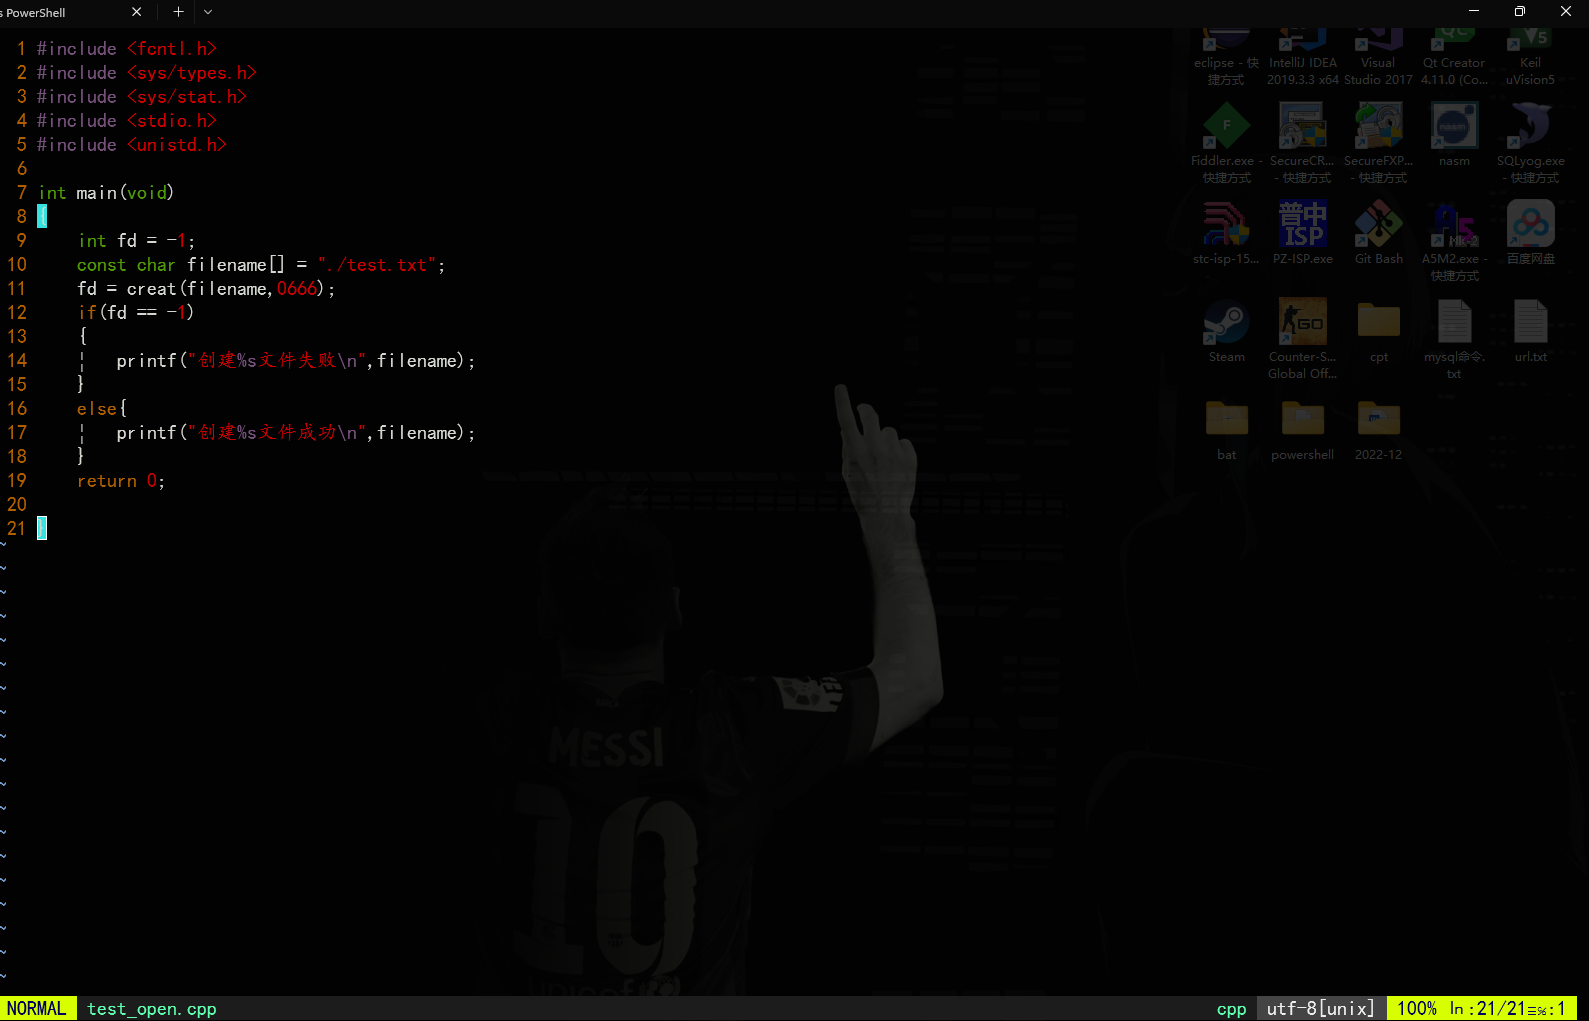 s PowerShell
1 #include <fcntl.h>
2 #include <sys/types.h>
3 #include <sys/stat.h>
4 #include <stdio.h>
5 #include <unistd.h>
6
7 int main(void)
8 {
9     int fd = -1;
10     const char filename[] = "./test.txt";
11     fd = creat(filename,0666);
12     if(fd == -1)
13     {
14     ¦   printf("创建%s文件失败\n",filename);
15     }
16     else{
17     ¦   printf("创建%s文件成功\n",filename);
18     }
19     return 0;
20
21 }
eclipse - 快捷方式
IntelliJ IDEA 2019.3.3 x64
Visual Studio 2017
Qt Creator 4.11.0 (Co...
Keil uVision5
Fiddler.exe - 快捷方式
SecureCR... - 快捷方式
SecureFXP... - 快捷方式
nasm
SQLyog.exe - 快捷方式
stc-isp-15...
普中 ISP
PZ-ISP.exe
Git Bash
A5M2.exe - 快捷方式
百度网盘
Steam
GO
Counter-S... Global Off...
cpt
mysql命令.txt
url.txt
bat
powershell
2022-12
MESSI
10
unicef
NORMAL test_open.cpp cpp utf-8[unix] 100% ln:21/21≡%:1